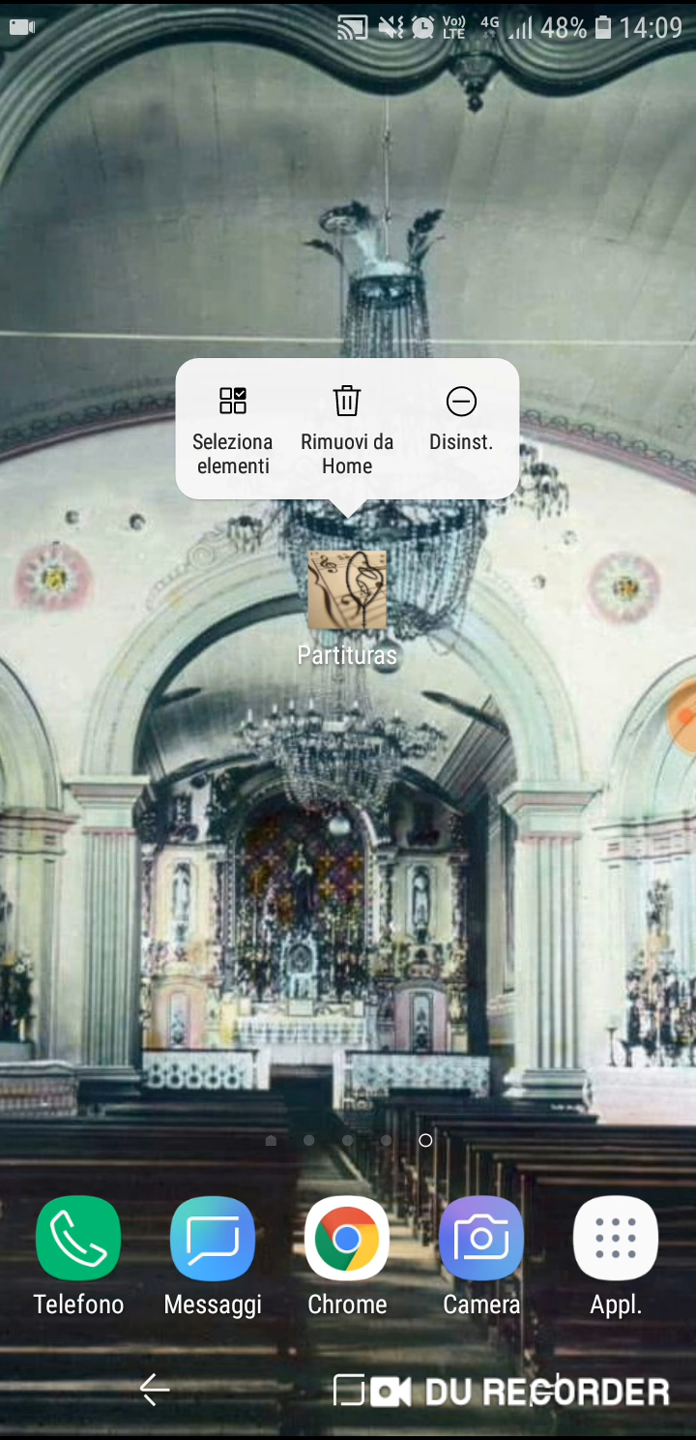 Vo)) LTE 4G 48% 14:09
Seleziona elementi
Rimuovi da Home
Disinst.
Partituras
Telefono Messaggi Chrome Camera Appl.
DU RECORDER